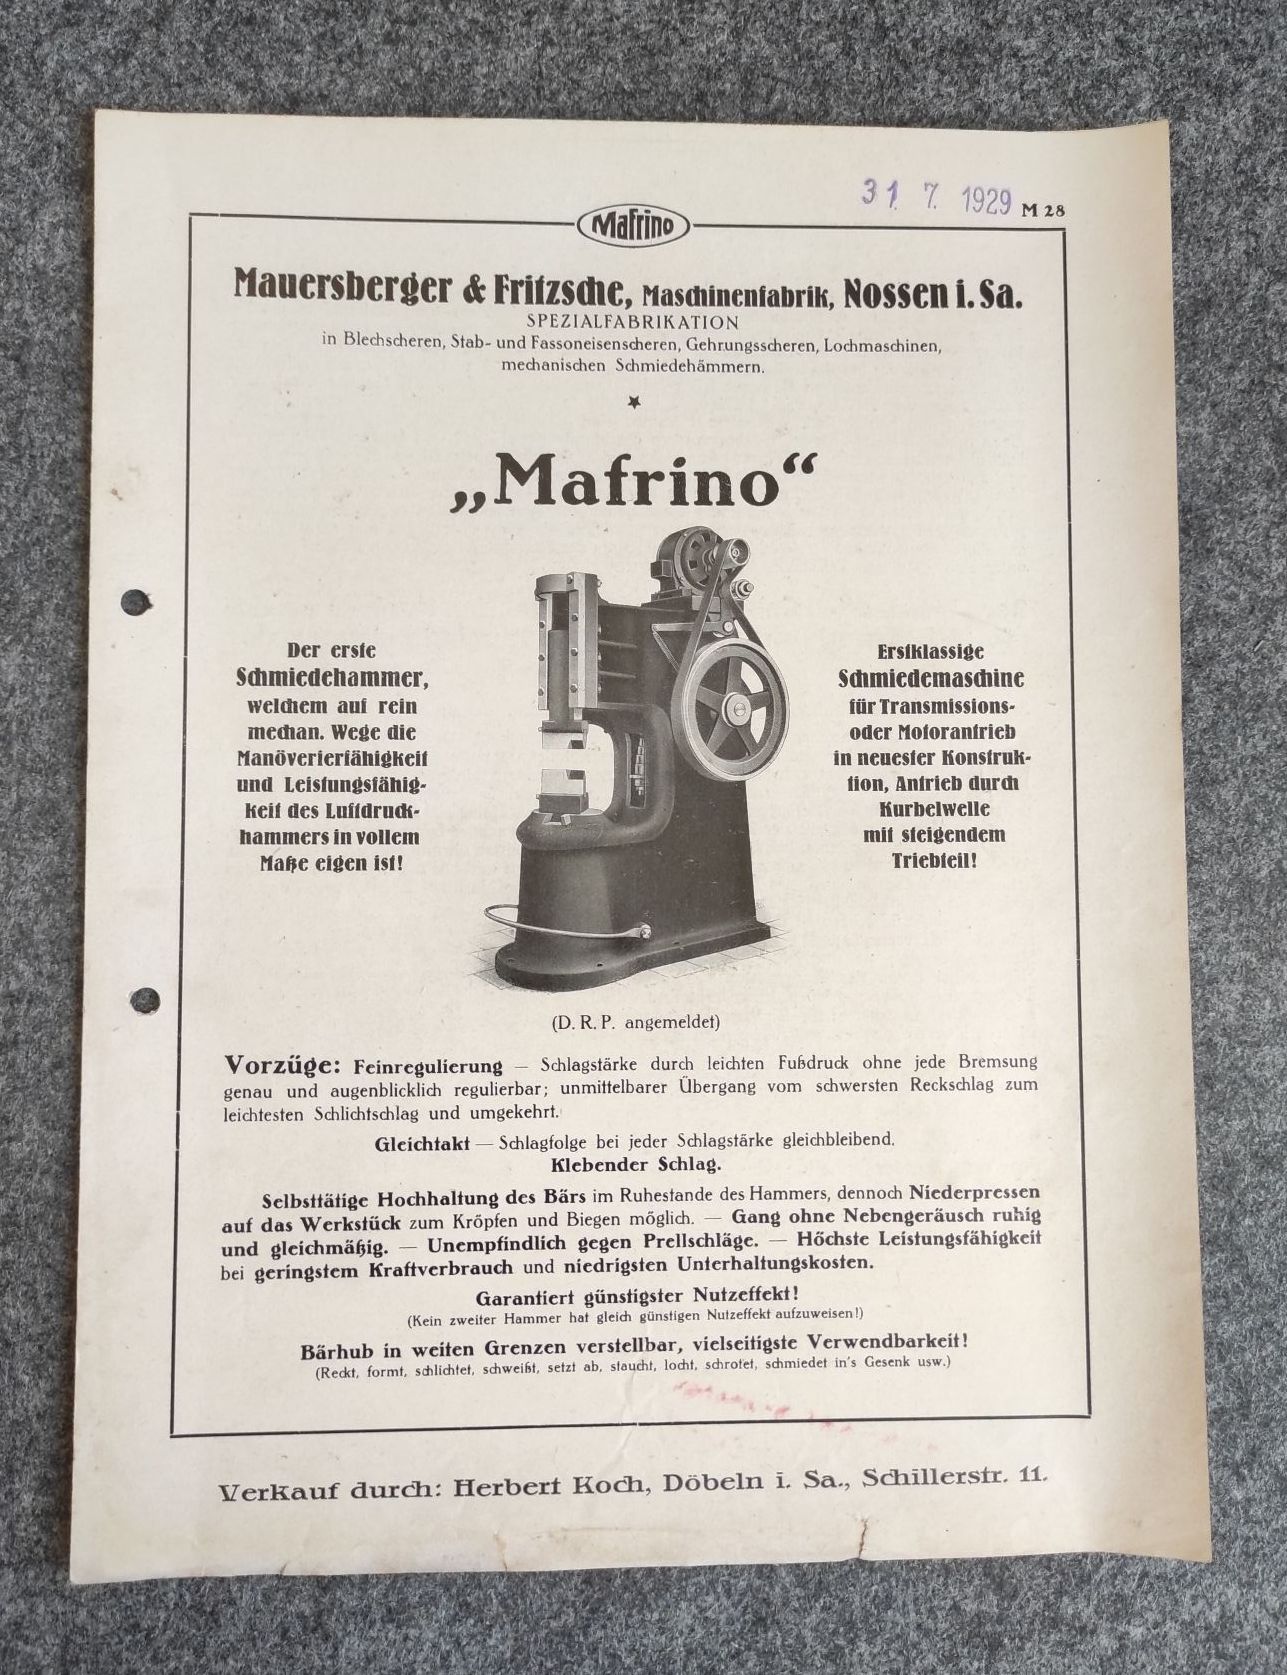 31. 7. 1929 M 28
Mafrino
Mauersberger & Fritzsche, Maschinenfabrik, Nossen i. Sa.
SPEZIALFABRIKATION
in Blechscheren, Stab- und Fassoneisenscheren, Gehrungsscheren, Lochmaschinen,
mechanischen Schmiedehämmern.
„Mafrino“
Der erste
Schmiedehammer,
welchem auf rein
mechan. Wege die
Manöverierfähigkeit
und Leistungsfähig-
keit des Luftdruck-
hammers in vollem
Maße eigen ist!
Erstklassige
Schmiedemaschine
für Transmissions-
oder Motorantrieb
in neuester Konstruk-
tion, Antrieb durch
Kurbelwelle
mit steigendem
Triebteil!
(D. R. P. angemeldet)
Vorzüge: Feinregulierung — Schlagstärke durch leichten Fußdruck ohne jede Bremsung
genau und augenblicklich regulierbar; unmittelbarer Übergang vom schwersten Reckschlag zum
leichtesten Schlichtschlag und umgekehrt.
Gleichtakt — Schlagfolge bei jeder Schlagstärke gleichbleibend.
Klebender Schlag.
Selbsttätige Hochhaltung des Bärs im Ruhestande des Hammers, dennoch Niederpressen
auf das Werkstück zum Kröpfen und Biegen möglich. — Gang ohne Nebengeräusch ruhig
und gleichmäßig. — Unempfindlich gegen Prellschläge. — Höchste Leistungsfähigkeit
bei geringstem Kraftverbrauch und niedrigsten Unterhaltungskosten.
Garantiert günstigster Nutzeffekt!
(Kein zweiter Hammer hat gleich günstigen Nutzeffekt aufzuweisen!)
Bärhub in weiten Grenzen verstellbar, vielseitigste Verwendbarkeit!
(Reckt, formt, schlichtet, schweißt, setzt ab, staucht, locht, schrotet, schmiedet in's Gesenk usw.)
Verkauf durch: Herbert Koch, Döbeln i. Sa., Schillerstr. 11.